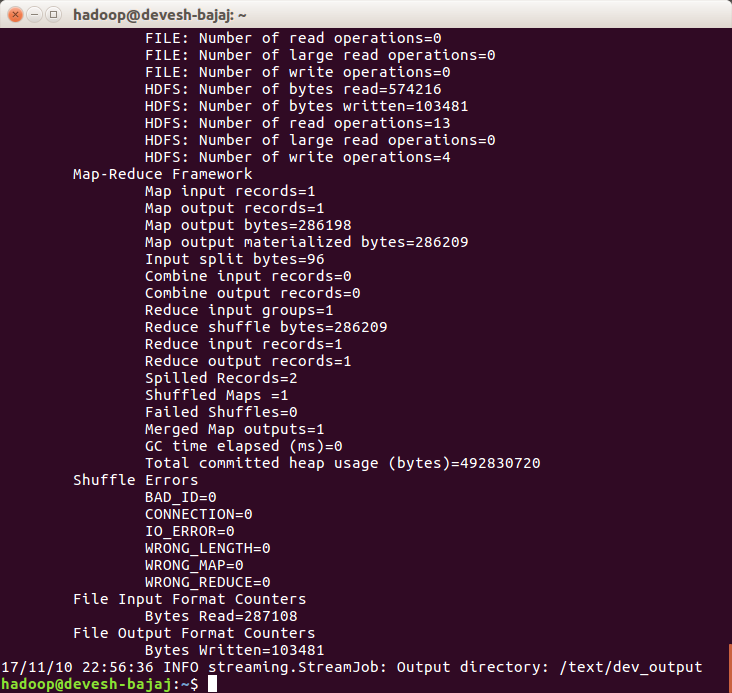 hadoop@devesh-bajaj: ~
FILE: Number of read operations=0
FILE: Number of large read operations=0
FILE: Number of write operations=0
HDFS: Number of bytes read=574216
HDFS: Number of bytes written=103481
HDFS: Number of read operations=13
HDFS: Number of large read operations=0
HDFS: Number of write operations=4
Map-Reduce Framework
Map input records=1
Map output records=1
Map output bytes=286198
Map output materialized bytes=286209
Input split bytes=96
Combine input records=0
Combine output records=0
Reduce input groups=1
Reduce shuffle bytes=286209
Reduce input records=1
Reduce output records=1
Spilled Records=2
Shuffled Maps =1
Failed Shuffles=0
Merged Map outputs=1
GC time elapsed (ms)=0
Total committed heap usage (bytes)=492830720
Shuffle Errors
BAD_ID=0
CONNECTION=0
IO_ERROR=0
WRONG_LENGTH=0
WRONG_MAP=0
WRONG_REDUCE=0
File Input Format Counters
Bytes Read=287108
File Output Format Counters
Bytes Written=103481
17/11/10 22:56:36 INFO streaming.StreamJob: Output directory: /text/dev_output
hadoop@devesh-bajaj:~$